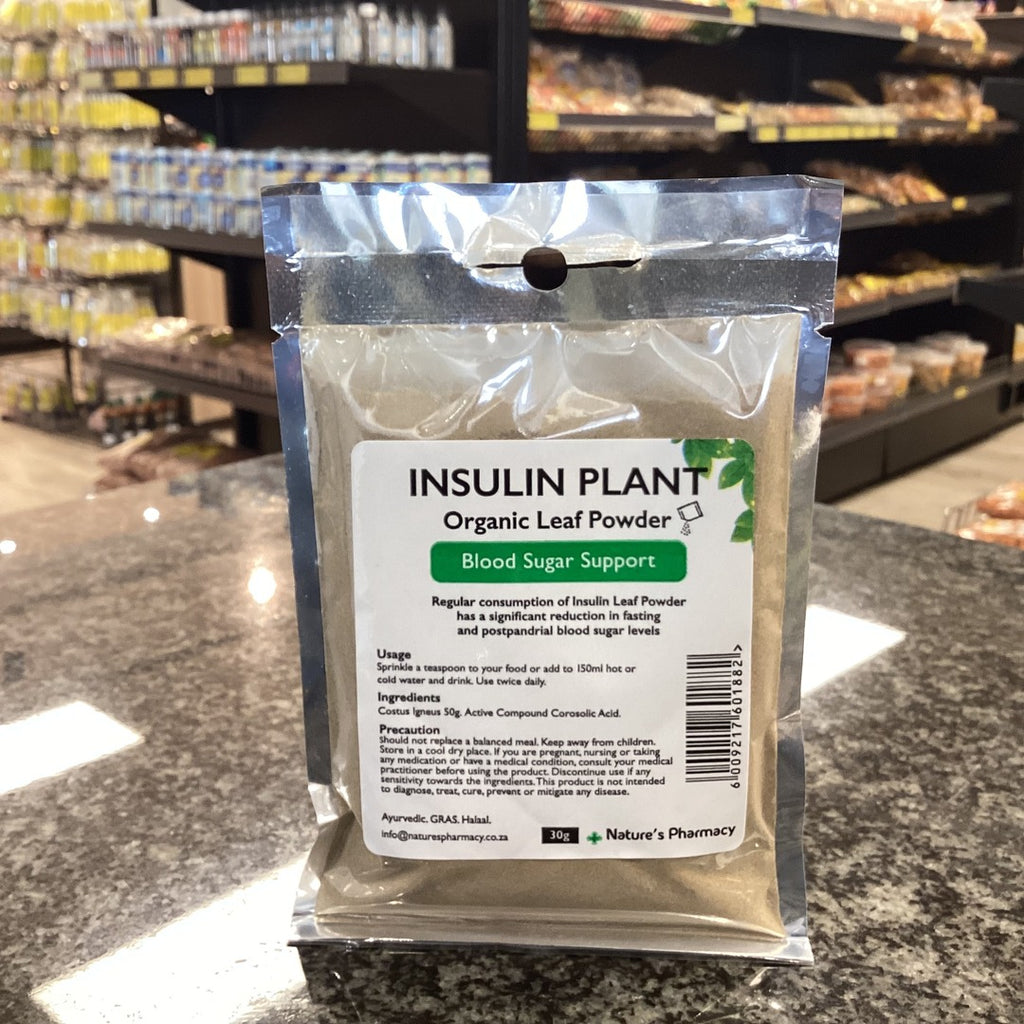 INSULIN PLANT
Organic Leaf Powder
Blood Sugar Support
Regular consumption of Insulin Leaf Powder
has a significant reduction in fasting
and postpandrial blood sugar levels
Usage
Sprinkle a teaspoon to your food or add to 150ml hot or
cold water and drink. Use twice daily.
Ingredients
Costus Igneus 50g. Active Compound Corosolic Acid.
Precaution
Should not replace a balanced meal. Keep away from children.
Store in a cool dry place. If you are pregnant, nursing or taking
any medication or have a medical condition, consult your medical
practitioner before using the product. Discontinue use if any
sensitivity towards the ingredients. This product is not intended
to diagnose, treat, cure, prevent or mitigate any disease.
6 009217 601882 >
Ayurvedic. GRAS. Halaal.
info@naturespharmacy.co.za
30g
Nature's Pharmacy